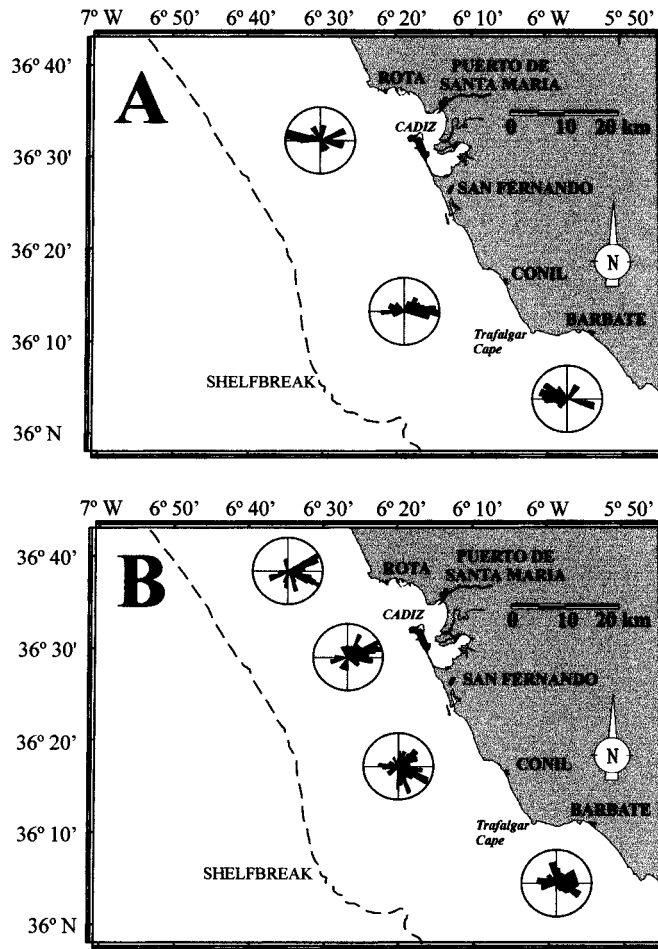 7° W 6° 50' 6° 40' 6° 30' 6° 20' 6° 10' 6° W 5° 50'
36° 40'
36° 30'
36° 20'
36° 10'
36° N
A
ROTA
PUERTO DE
SANTA MARIA
CADIZ
0 10 20 km
SAN FERNANDO
N
CONIL
BARBATE
Trafalgar
Cape
SHELFBREAK
7° W 6° 50' 6° 40' 6° 30' 6° 20' 6° 10' 6° W 5° 50'
36° 40'
36° 30'
36° 20'
36° 10'
36° N
B
ROTA
PUERTO DE
SANTA MARIA
CADIZ
0 10 20 km
SAN FERNANDO
N
CONIL
BARBATE
Trafalgar
Cape
SHELFBREAK